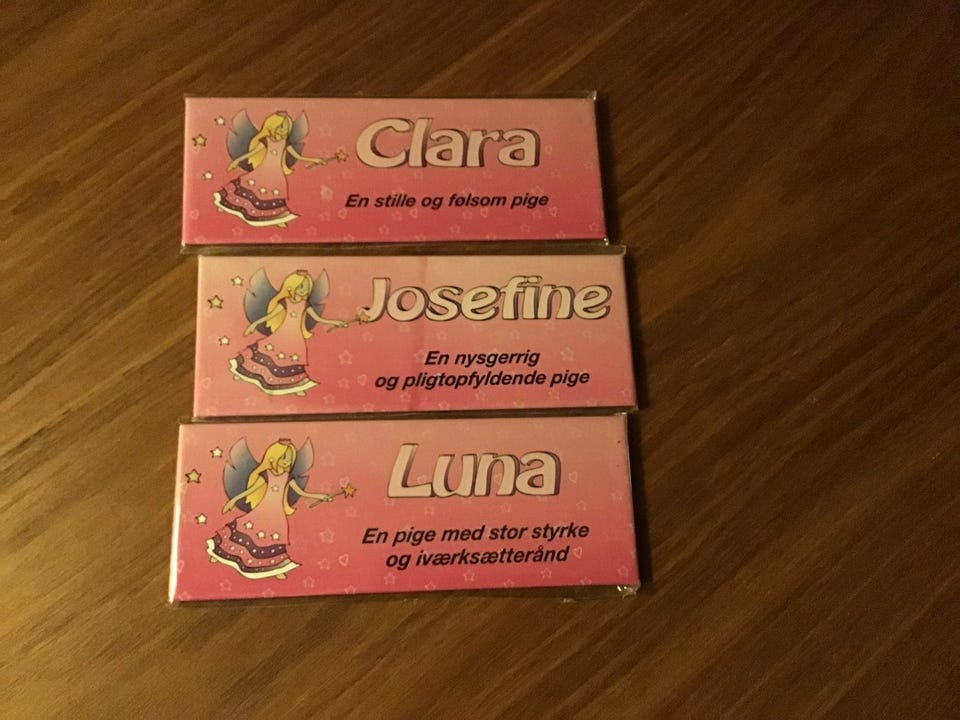 Clara
En stille og følsom pige
Josefine
En nysgerrig
og pligtopfyldende pige
Luna
En pige med stor styrke
og iværksætterånd